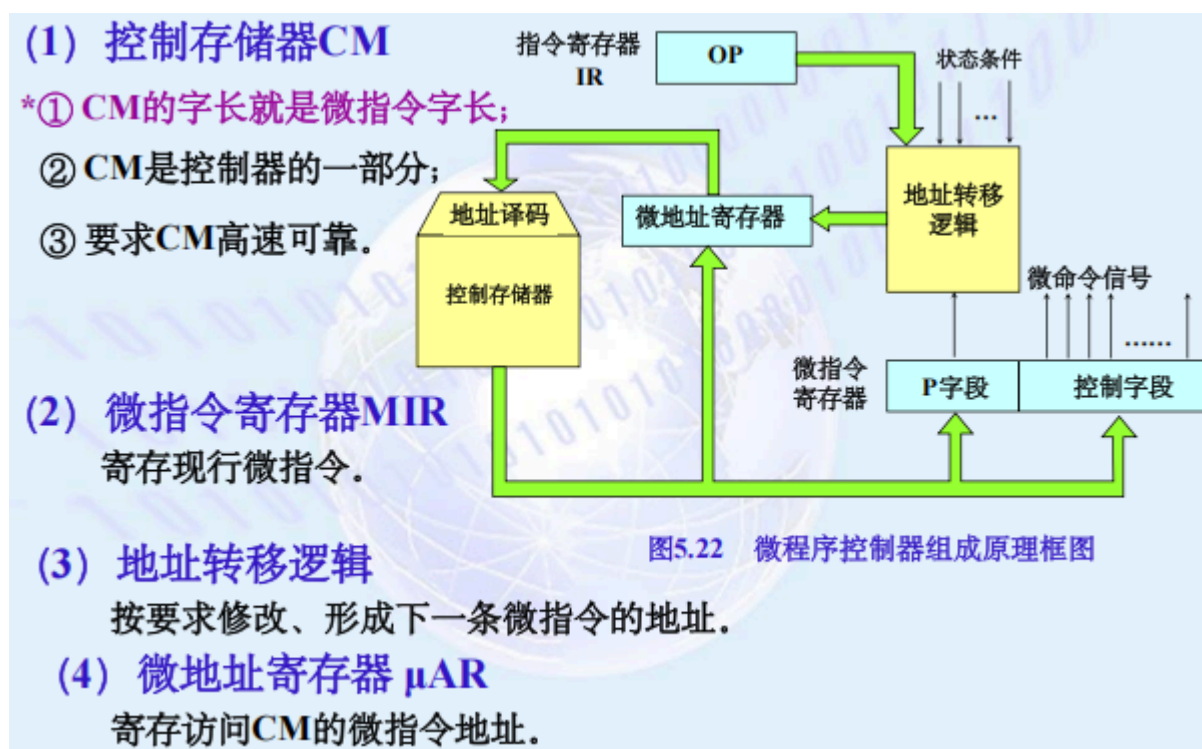 (1) 控制存储器CM
*① CM的字长就是微指令字长;
② CM是控制器的一部分;
③ 要求CM高速可靠.
(2) 微指令寄存器MIR
寄存现行微指令.
(3) 地址转移逻辑
按要求修改、形成下一条微指令的地址.
(4) 微地址寄存器 μAR
寄存访问CM的微指令地址.
指令寄存器
IR
OP
状态条件
...
地址转移
逻辑
微地址寄存器
地址译码
控制存储器
微命令信号
......
微指令
寄存器
P字段
控制字段
图5.22 微程序控制器组成原理框图